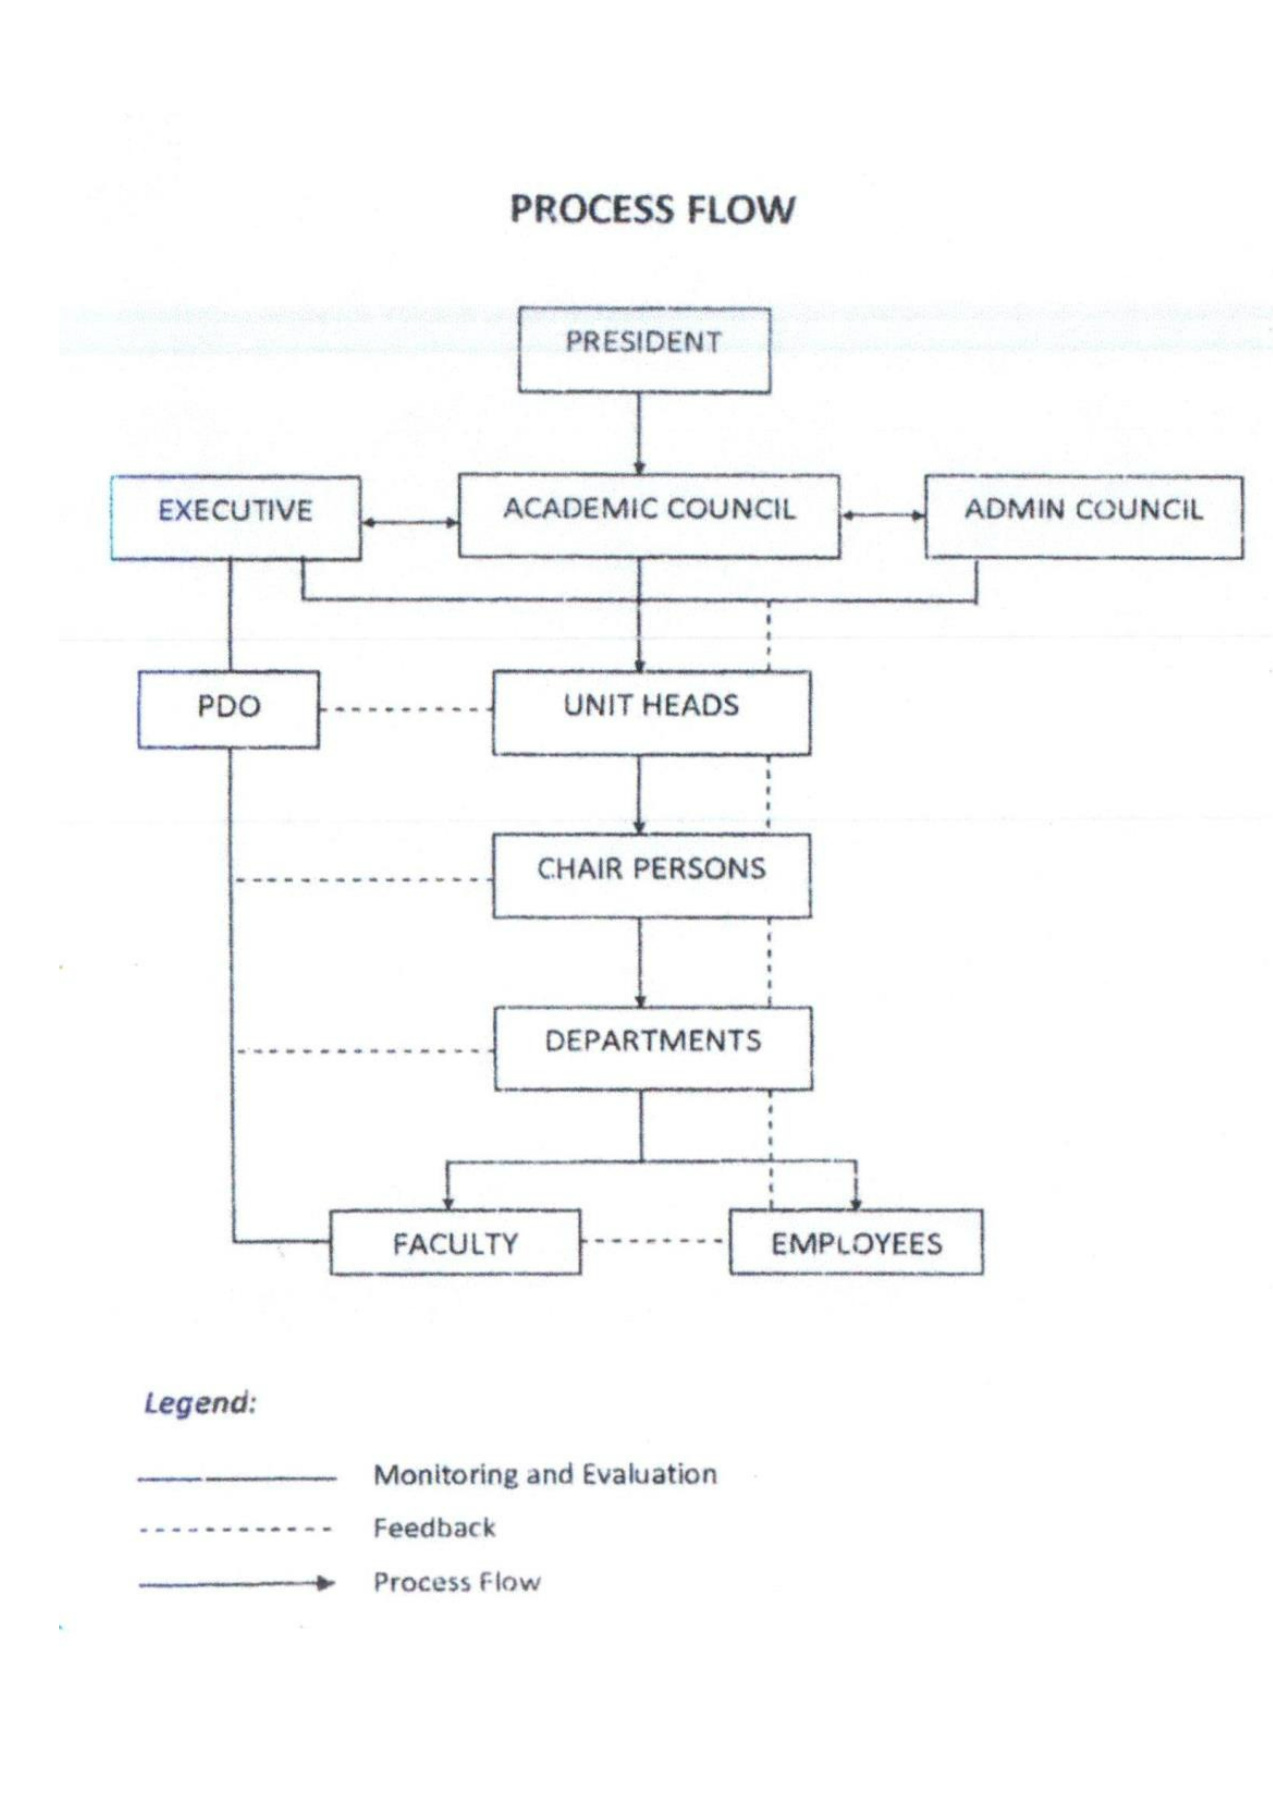 PROCESS FLOW
PRESIDENT
EXECUTIVE
ACADEMIC COUNCIL
ADMIN COUNCIL
PDO
UNIT HEADS
CHAIR PERSONS
DEPARTMENTS
FACULTY
EMPLOYEES
Legend:
Monitoring and Evaluation
Feedback
Process Flow